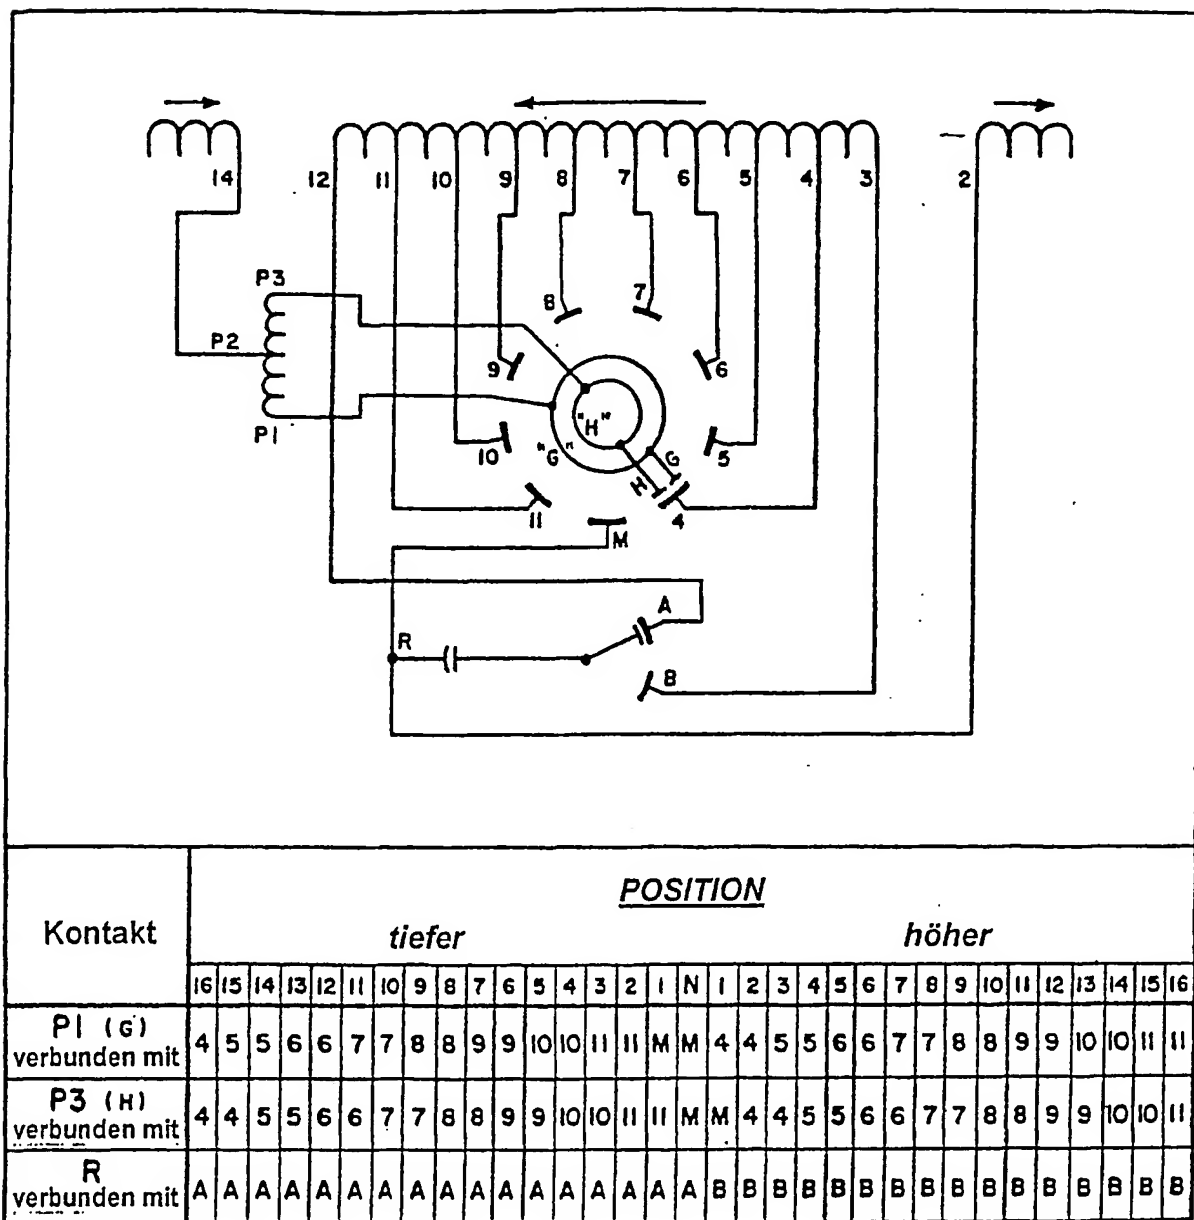 14 12 11 10 9 8 7 6 5 4 3 2
P3
8 7
P2
9 6
"H"
P1
"G"
10 G 5
H
11 4
M
A
R
B
POSITION
Kontakt
tiefer höher
16 15 14 13 12 11 10 9 8 7 6 5 4 3 2 1 N 1 2 3 4 5 6 7 8 9 10 11 12 13 14 15 16
P1 (G)
verbunden mit
4 5 5 6 6 7 7 8 8 9 9 10 10 11 11 M M 4 4 5 5 6 6 7 7 8 8 9 9 10 10 11 11
P3 (H)
verbunden mit
4 4 5 5 6 6 7 7 8 8 9 9 10 10 11 11 M M 4 4 5 5 6 6 7 7 8 8 9 9 10 10 11
R
verbunden mit
A A A A A A A A A A A A A A A A A B B B B B B B B B B B B B B B B